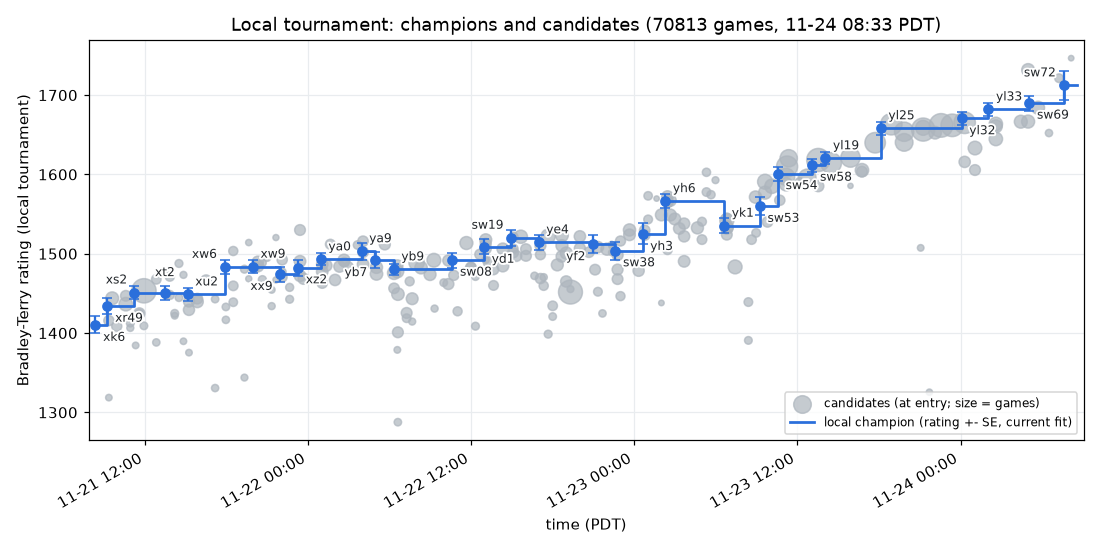 Local tournament: champions and candidates (70813 games, 11-24 08:33 PDT)
Bradley-Terry rating (local tournament)
1700
1600
1500
1400
1300
sw72
yl33
sw69
yl25
yl32
yl19
sw58
sw54
yh6
yk1
sw53
sw19
ye4
yh3
yf2
sw38
yd1
ya0
ya9
yb9
yb7
sw08
xw6
xw9
xx9
xz2
xs2
xt2
xu2
xr49
xk6
candidates (at entry; size = games)
local champion (rating +- SE, current fit)
11-21 12:00
11-22 00:00
11-22 12:00
11-23 00:00
11-23 12:00
11-24 00:00
time (PDT)